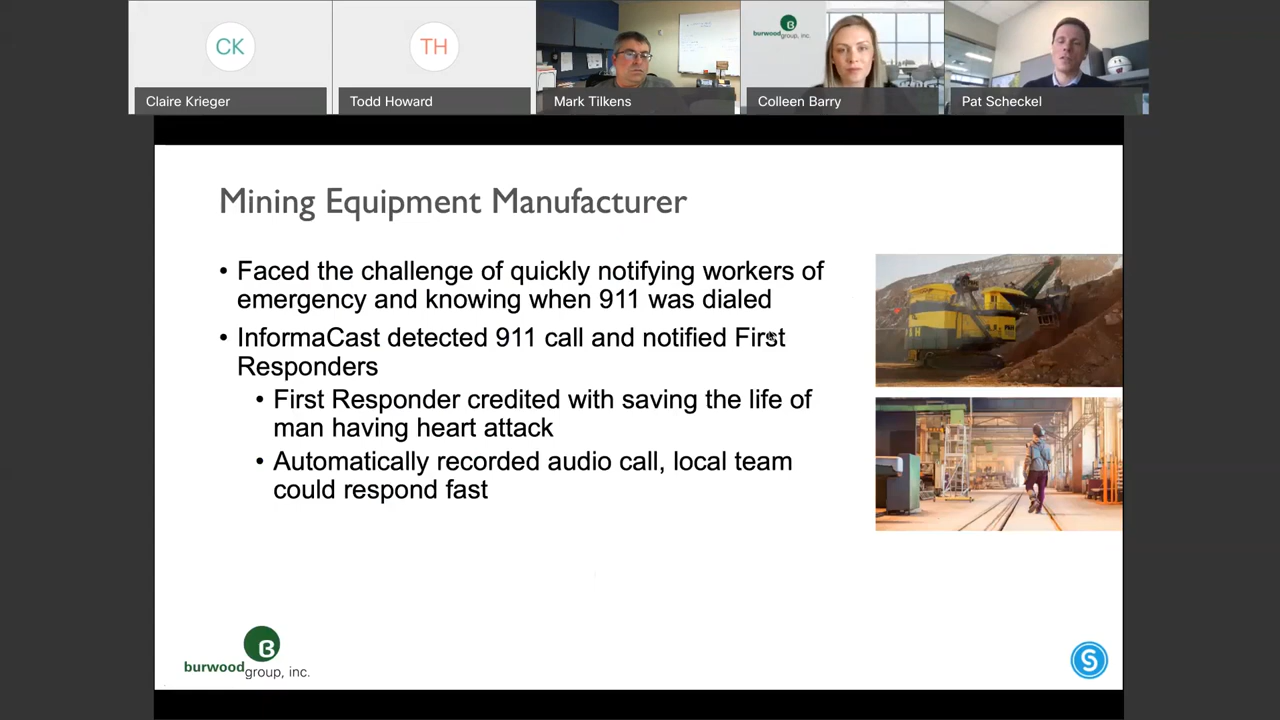 CK
TH
burwoodgroup, inc.
Claire Krieger
Todd Howard
Mark Tilkens
Colleen Barry
Pat Scheckel
Mining Equipment Manufacturer
• Faced the challenge of quickly notifying workers of
emergency and knowing when 911 was dialed
• InformaCast detected 911 call and notified First
Responders
• First Responder credited with saving the life of
man having heart attack
• Automatically recorded audio call, local team
could respond fast
P&H
B
burwoodgroup, inc.
S